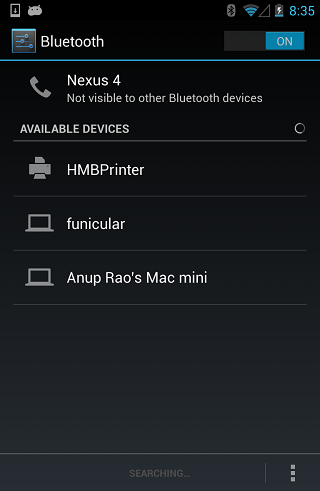 8:35
Bluetooth
ON
Nexus 4
Not visible to other Bluetooth devices
AVAILABLE DEVICES
HMBPrinter
funicular
Anup Rao's Mac mini
SEARCHING...